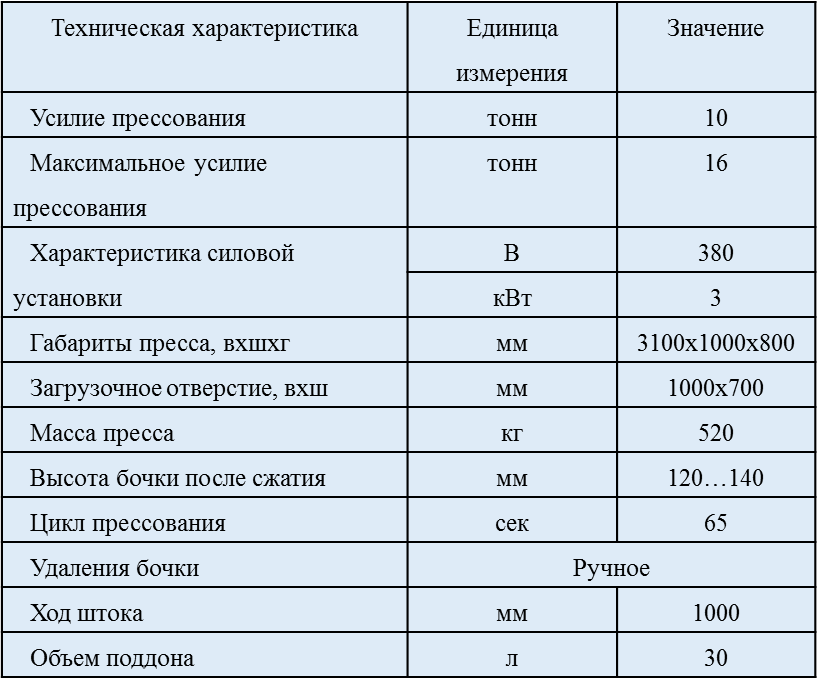 Техническая характеристика Единица Значение
измерения
Усилие прессования тонн 10
Максимальное усилие тонн 16
прессования
Характеристика силовой В 380
установки кВт 3
Габариты пресса, вхшхг мм 3100х1000х800
Загрузочное отверстие, вхш мм 1000х700
Масса пресса кг 520
Высота бочки после сжатия мм 120…140
Цикл прессования сек 65
Удаления бочки Ручное
Ход штока мм 1000
Объем поддона л 30